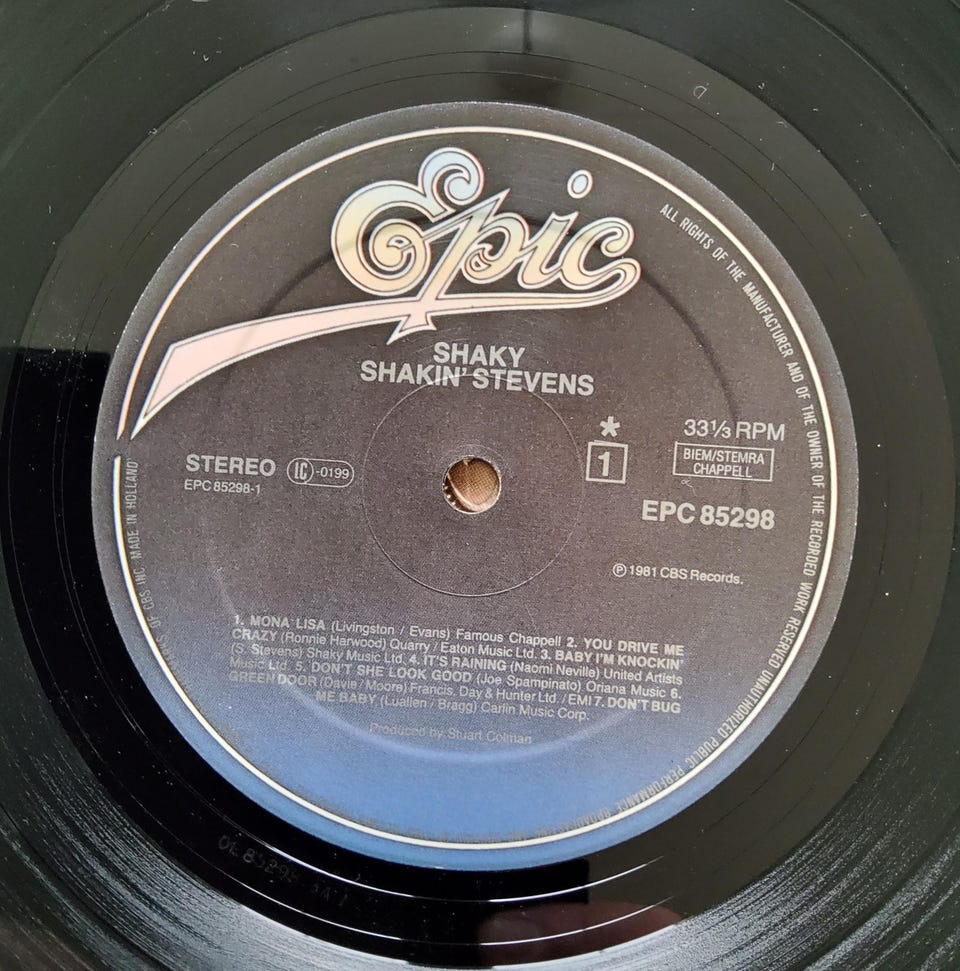 Epic
SHAKY
SHAKIN' STEVENS
STEREO LC-0199
EPC 85298-1
*
1
33⅓ RPM
BIEM/STEMRA
CHAPPELL
EPC 85298
℗ 1981 CBS Records.
1. MONA LISA (Livingston / Evans) Famous Chappell 2. YOU DRIVE ME
CRAZY (Ronnie Harwood) Quarry / Eaton Music Ltd. 3. BABY I'M KNOCKIN'
(S. Stevens) Shaky Music Ltd. 4. IT'S RAINING (Naomi Neville) United Artists
Music Ltd. 5. DON'T SHE LOOK GOOD (Joe Spampinato) Oriana Music 6.
GREEN DOOR (Davie / Moore) Francis, Day & Hunter Ltd. / EMI 7. DON'T BUG
ME BABY (Luallen / Bragg) Carlin Music Corp.
Produced by Stuart Colman
ALL RIGHTS OF THE MANUFACTURER AND OF THE OWNER OF THE RECORDED WORK RESERVED UNAUTHORIZED PUBLIC PERFORMANCE
OF CBS INC. MADE IN HOLLAND